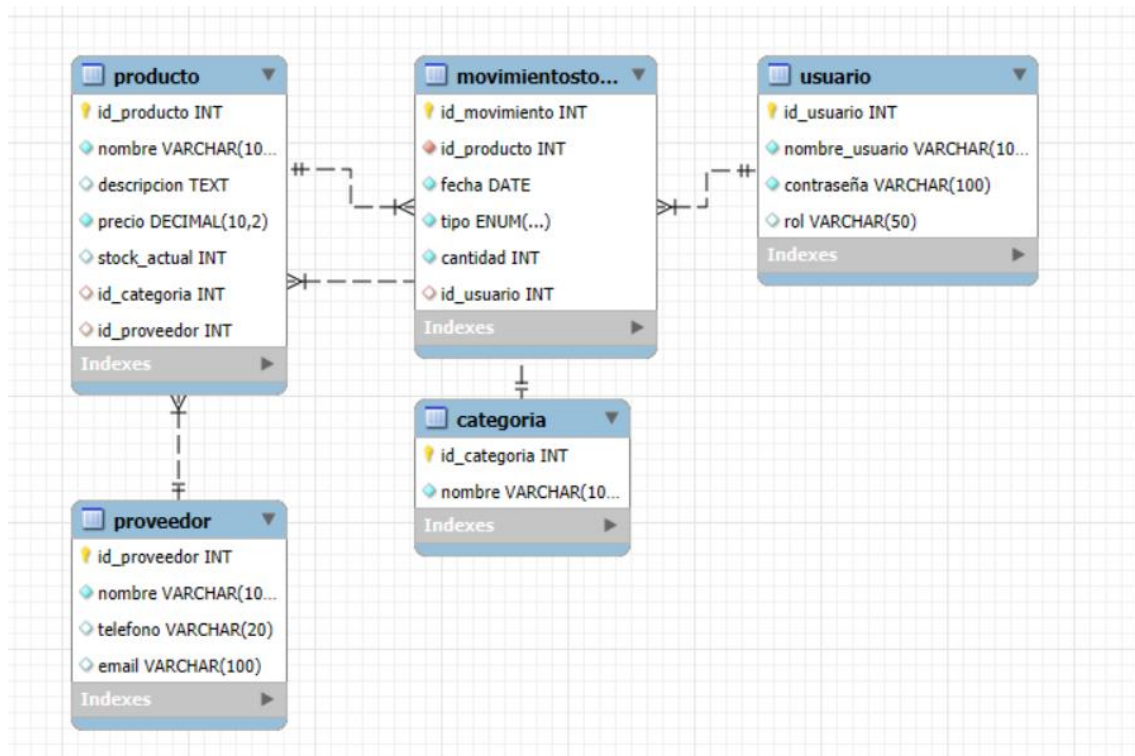 producto
id_producto INT
nombre VARCHAR(10...
descripcion TEXT
precio DECIMAL(10,2)
stock_actual INT
id_categoria INT
id_proveedor INT
Indexes
movimientosto...
id_movimiento INT
id_producto INT
fecha DATE
tipo ENUM(...)
cantidad INT
id_usuario INT
Indexes
usuario
id_usuario INT
nombre_usuario VARCHAR(10...
contraseña VARCHAR(100)
rol VARCHAR(50)
Indexes
categoria
id_categoria INT
nombre VARCHAR(10...
Indexes
proveedor
id_proveedor INT
nombre VARCHAR(10...
telefono VARCHAR(20)
email VARCHAR(100)
Indexes